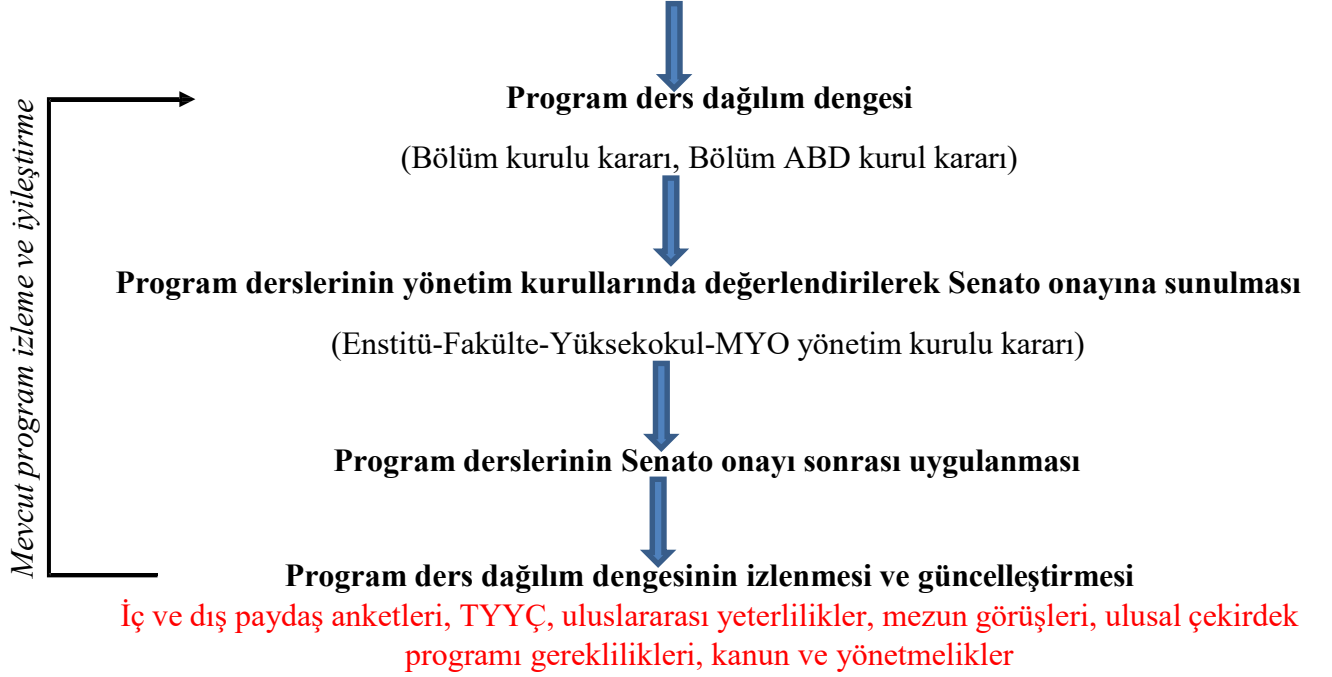 Program ders dağılım dengesi
(Bölüm kurulu kararı, Bölüm ABD kurul kararı)
Program derslerinin yönetim kurullarında değerlendirilerek Senato onayına sunulması
(Enstitü-Fakülte-Yüksekokul-MYO yönetim kurulu kararı)
Program derslerinin Senato onayı sonrası uygulanması
Program ders dağılım dengesinin izlenmesi ve güncelleştirmesi
İç ve dış paydaş anketleri, TYYÇ, uluslararası yeterlilikler, mezun görüşleri, ulusal çekirdek
programı gereklilikleri, kanun ve yönetmelikler
Mevcut program izleme ve iyileştirme